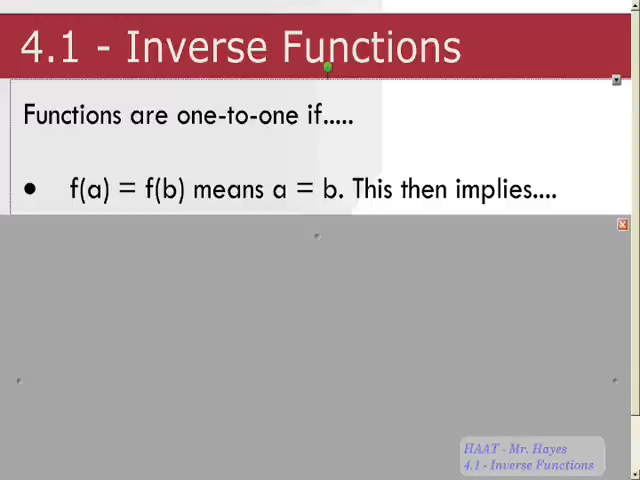 4.1 - Inverse Functions
Functions are one-to-one if.....
• f(a) = f(b) means a = b. This then implies....
HAAT - Mr. Hayes
4.1 - Inverse Functions